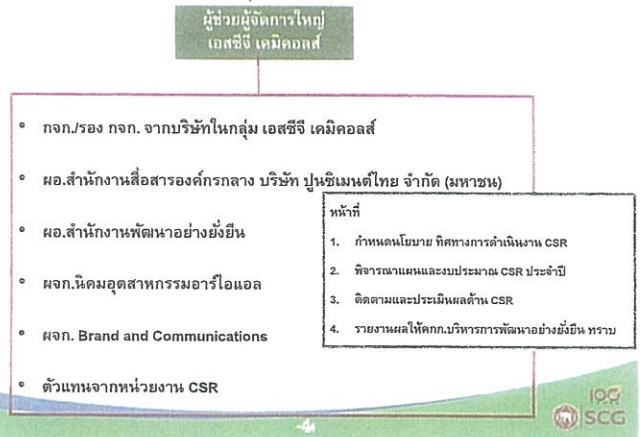 ผู้ช่วยผู้จัดการใหญ่
เอสซีจี เคมิคอลส์
• กจก./รอง กจก. จากบริษัทในกลุ่ม เอสซีจี เคมิคอลส์
• ผอ.สำนักงานสื่อสารองค์กรกลาง บริษัท ปูนซิเมนต์ไทย จำกัด (มหาชน)
• ผอ.สำนักงานพัฒนาอย่างยั่งยืน
• ผจก.นิคมอุตสาหกรรมอาร์ไอแอล
• ผจก. Brand and Communications
• ตัวแทนจากหน่วยงาน CSR
หน้าที่
1. กำหนดนโยบาย ทิศทางการดำเนินงาน CSR
2. พิจารณาแผนและงบประมาณ CSR ประจำปี
3. ติดตามและประเมินผลด้าน CSR
4. รายงานผลให้คกก.บริหารการพัฒนาอย่างยั่งยืน ทราบ
100
SCG